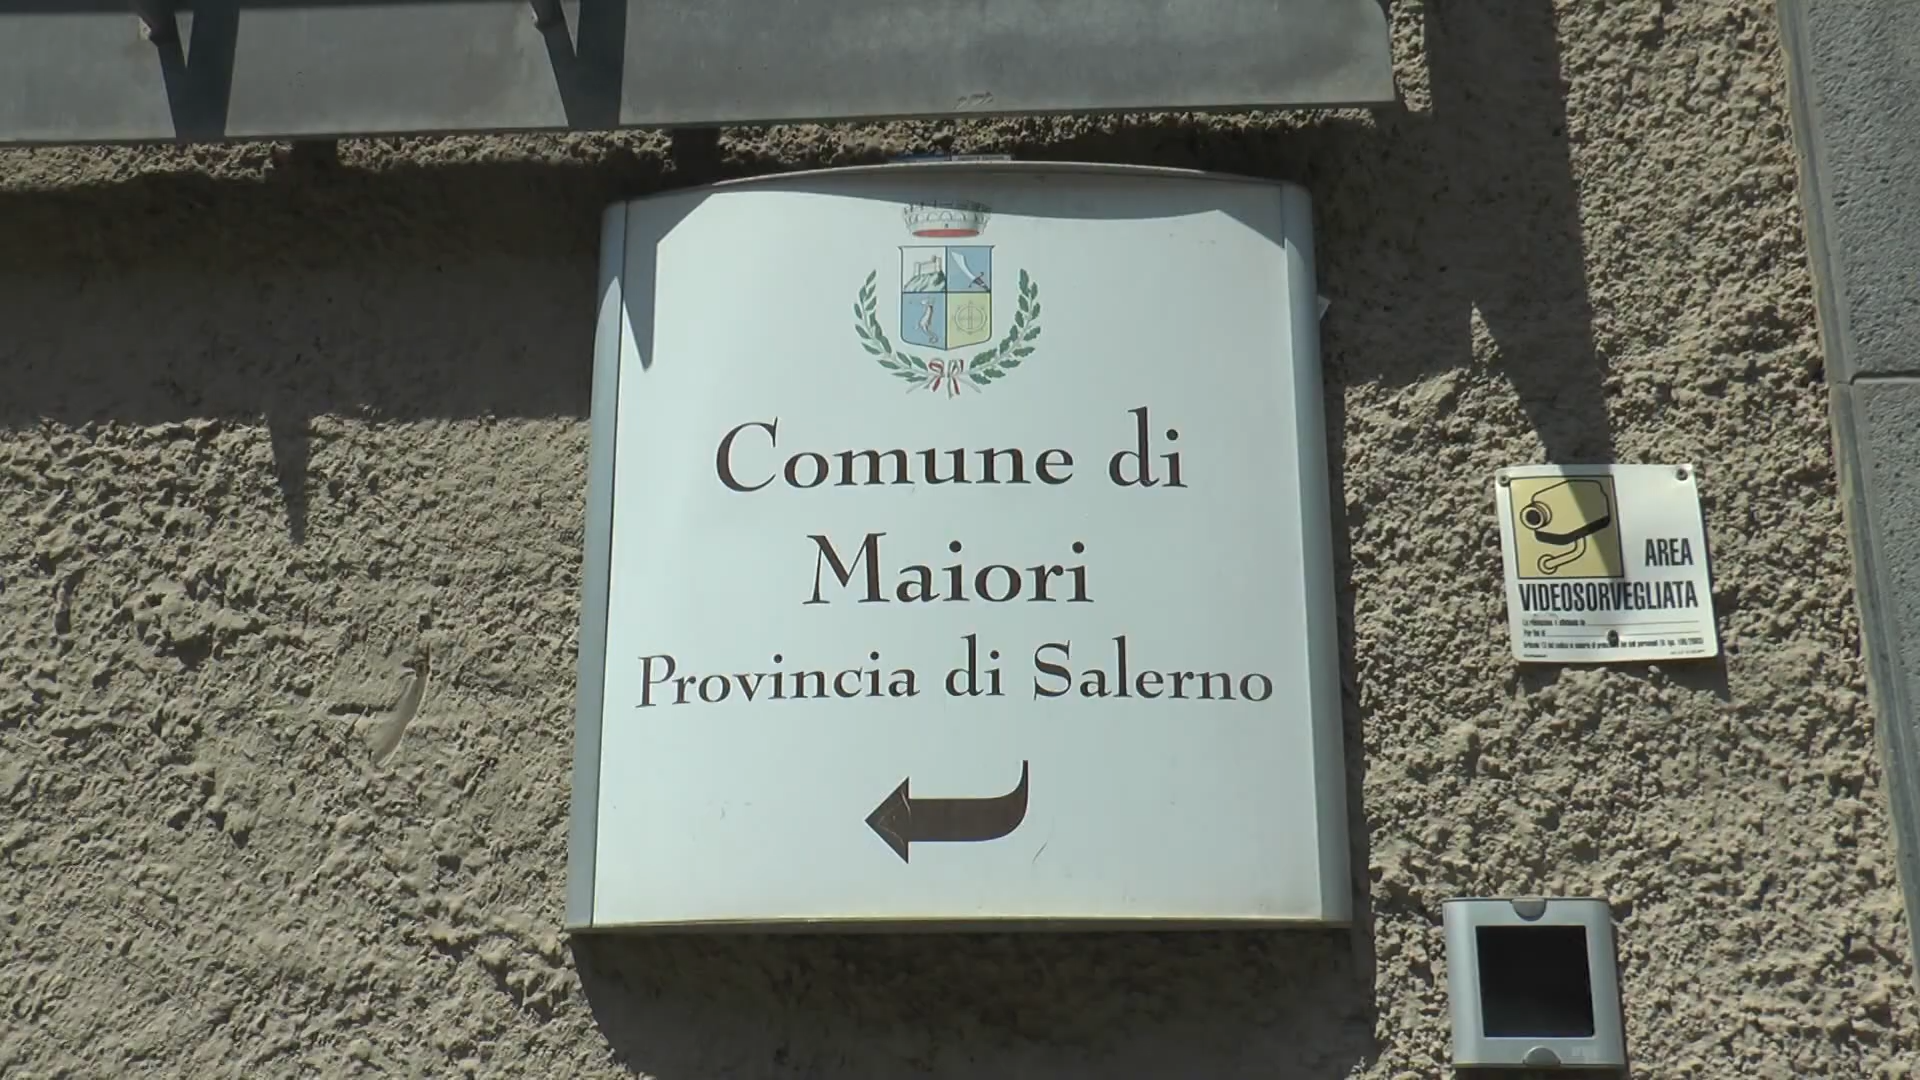 Comune di
Maiori
Provincia di Salerno
AREA
VIDEOSORVEGLIATA